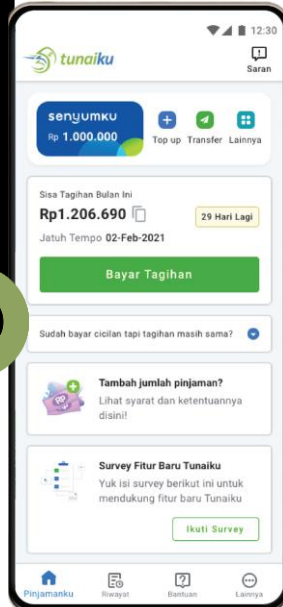 12:30
tunaiku
Saran
senyumku
Rp 1.000.000
Top up Transfer Lainnya
Sisa Tagihan Bulan Ini
Rp1.206.690
29 Hari Lagi
Jatuh Tempo 02-Feb-2021
Bayar Tagihan
Sudah bayar cicilan tapi tagihan masih sama?
Tambah jumlah pinjaman?
Lihat syarat dan ketentuannya
disini!
Survey Fitur Baru Tunaiku
Yuk isi survey berikut ini untuk
mendukung fitur baru Tunaiku
Ikuti Survey
Pinjamanku Riwayat Bantuan Lainnya